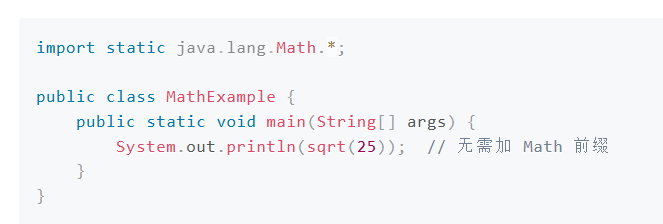 import static java.lang.Math.*;
public class MathExample {
public static void main(String[] args) {
System.out.println(sqrt(25));  // 无需加 Math 前缀
}
}